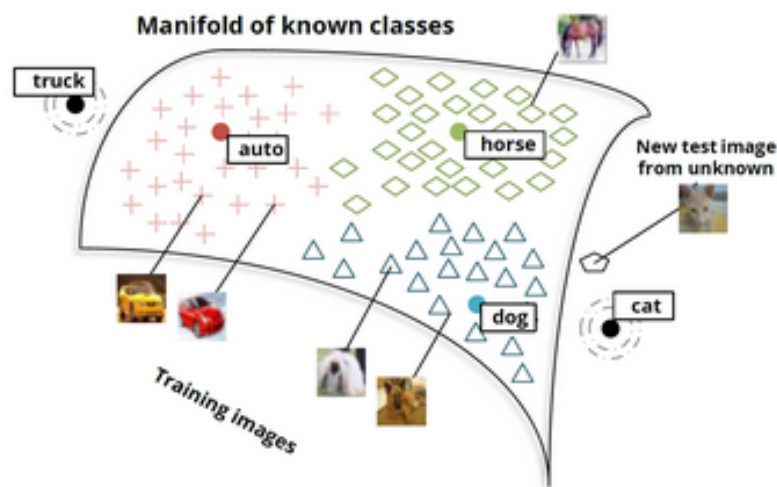 Manifold of known classes
truck
auto
horse
New test image
from unknown
cat
dog
Training images